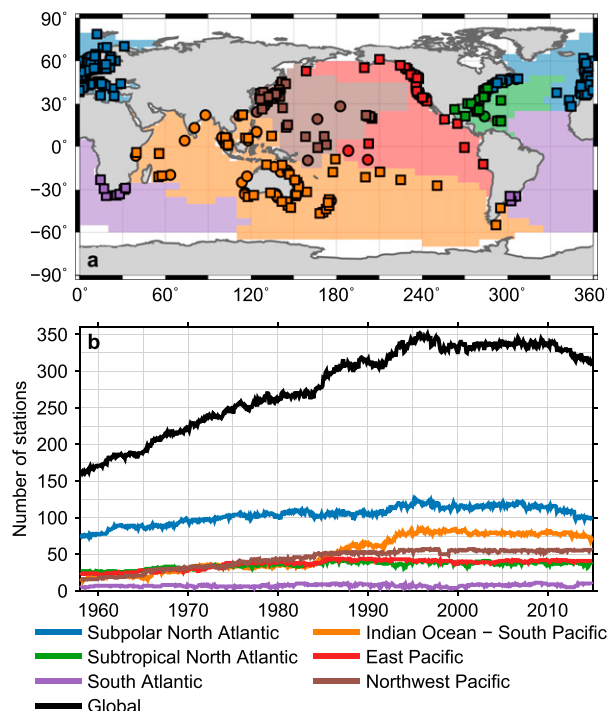 90°
60°
30°
0°
−30°
−60°
−90°
a
0° 60° 120° 180° 240° 300° 360°
b
Number of stations
350
300
250
200
150
100
50
0
1960 1970 1980 1990 2000 2010
Subpolar North Atlantic
Indian Ocean − South Pacific
Subtropical North Atlantic
East Pacific
South Atlantic
Northwest Pacific
Global